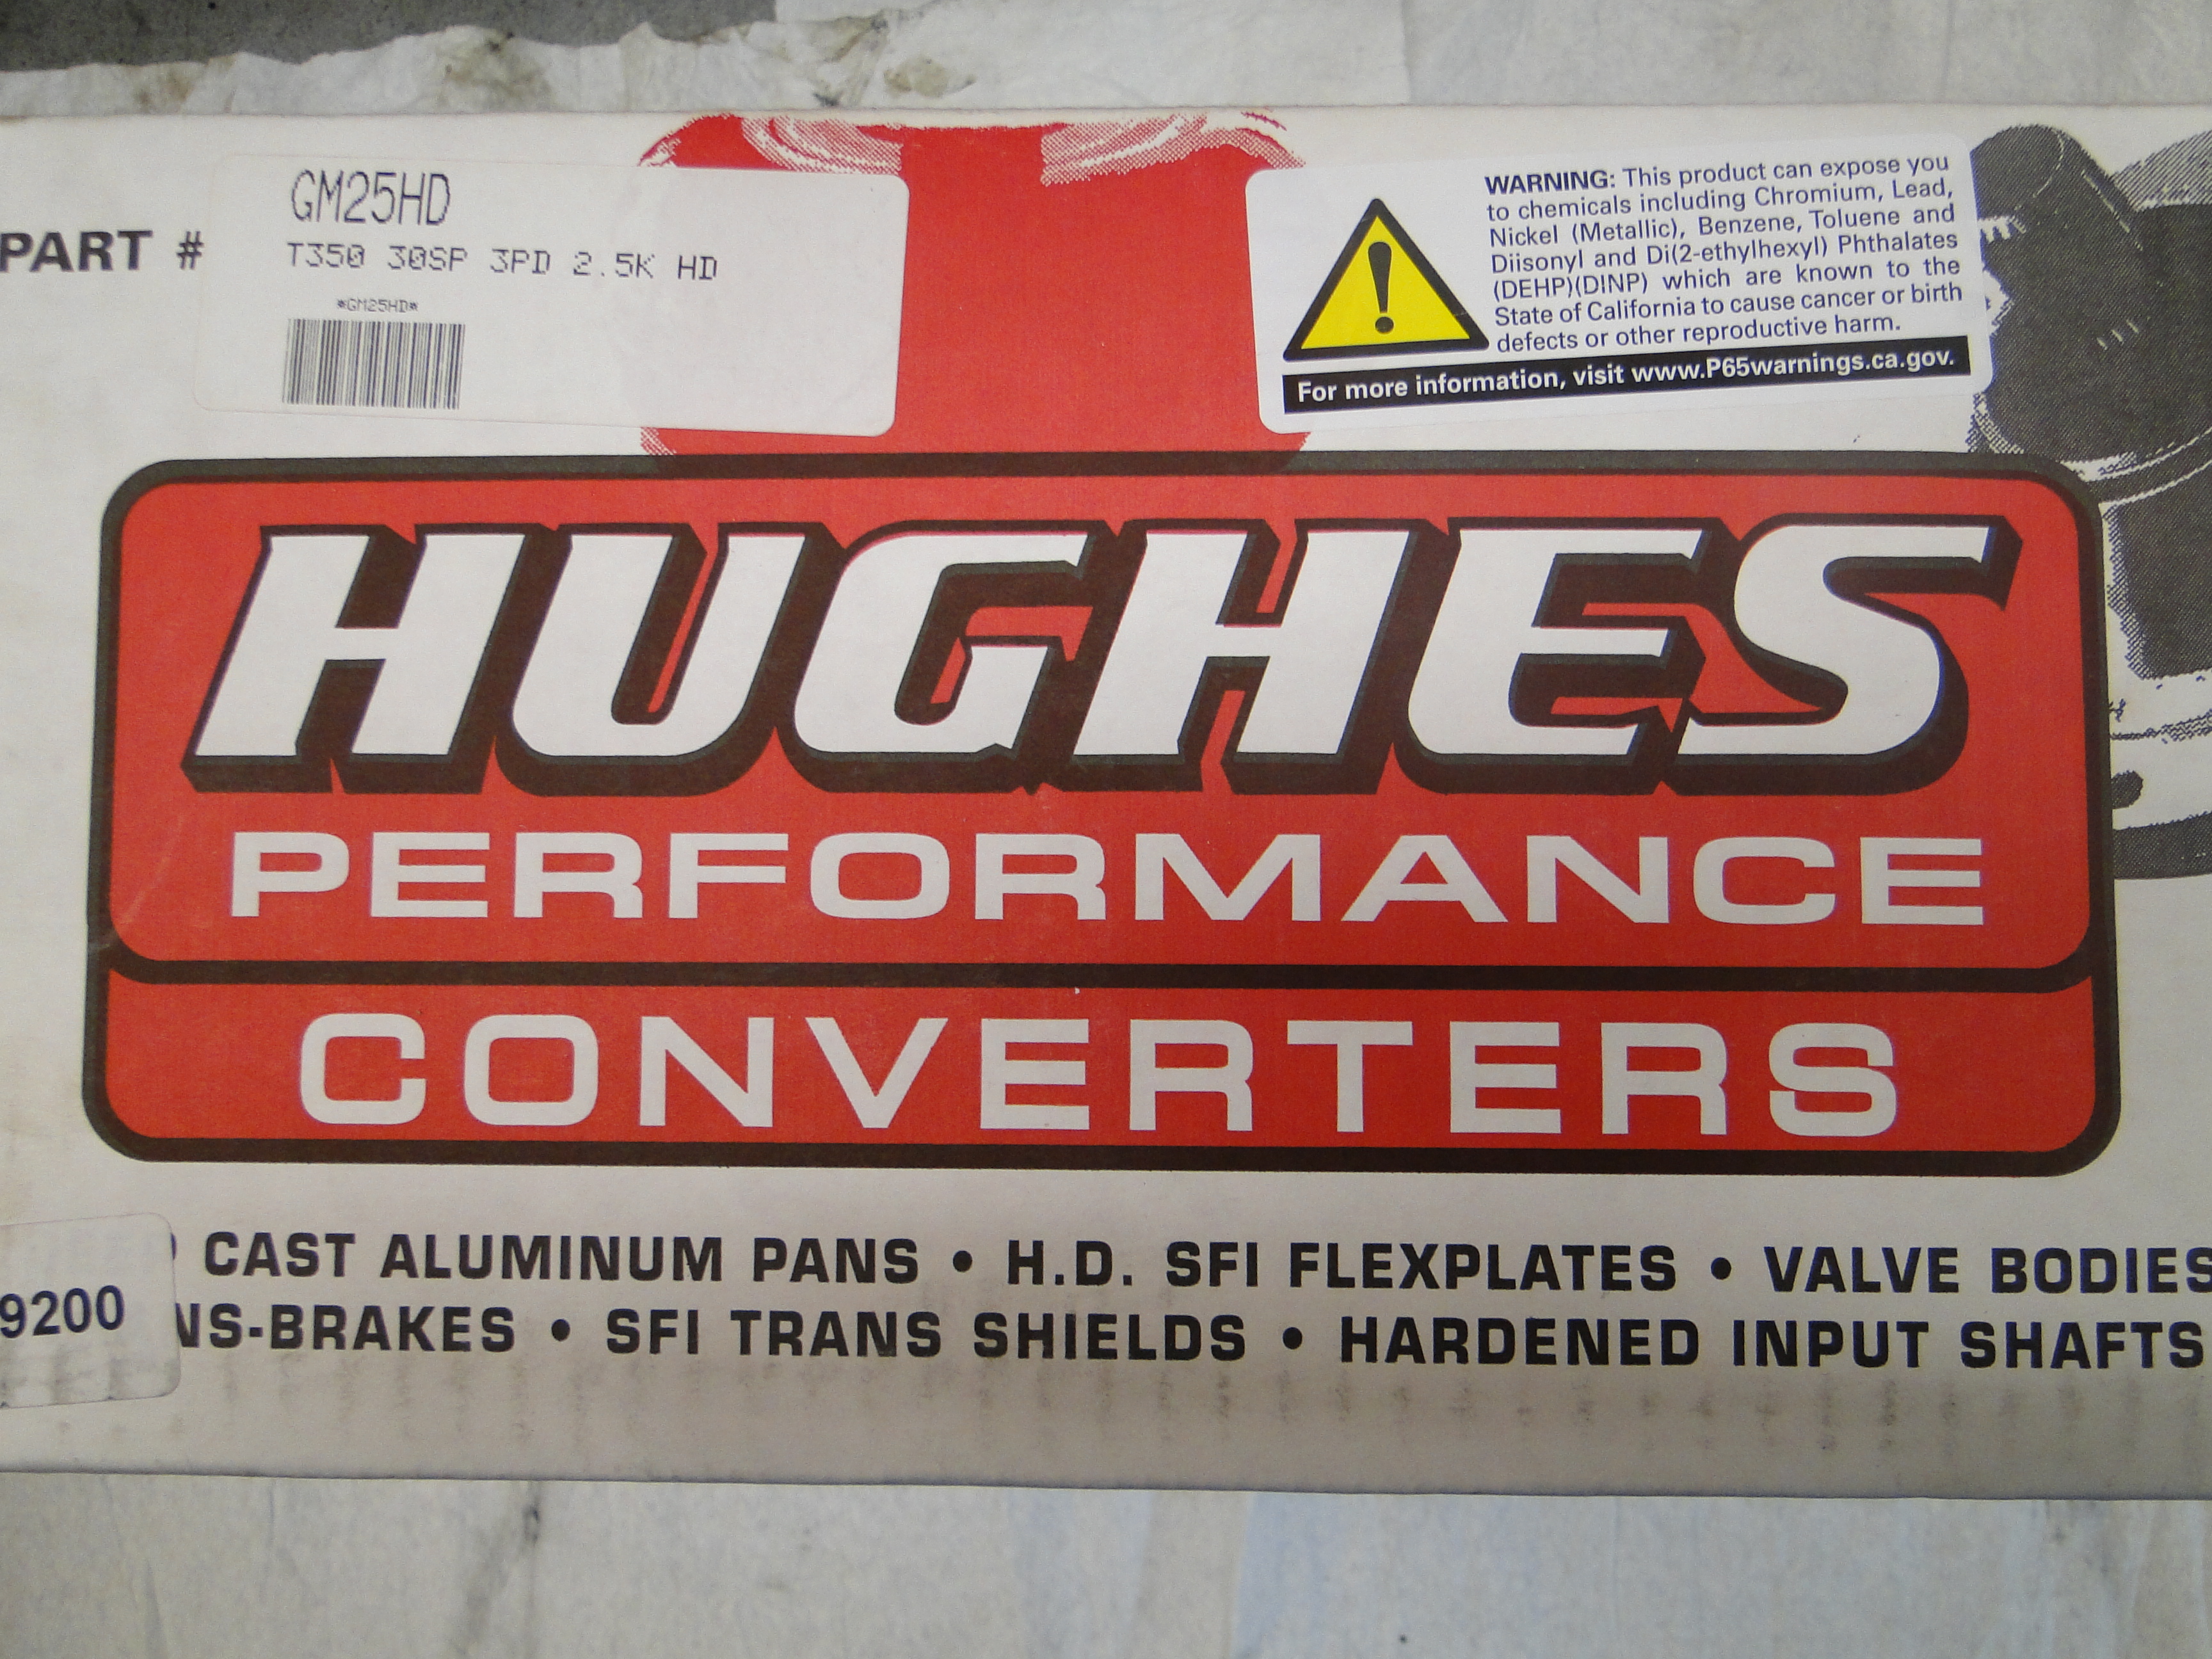 PART #
GM25HD
T350 30SP 3PD 2.5K HD
*GM25HD*
WARNING: This product can expose you
to chemicals including Chromium, Lead,
Nickel (Metallic), Benzene, Toluene and
Diisonyl and Di(2-ethylhexyl) Phthalates
(DEHP)(DINP) which are known to the
State of California to cause cancer or birth
defects or other reproductive harm.
For more information, visit www.P65warnings.ca.gov.
HUGHES
PERFORMANCE
CONVERTERS
CAST ALUMINUM PANS • H.D. SFI FLEXPLATES • VALVE BODIES
9200
NS-BRAKES • SFI TRANS SHIELDS • HARDENED INPUT SHAFTS